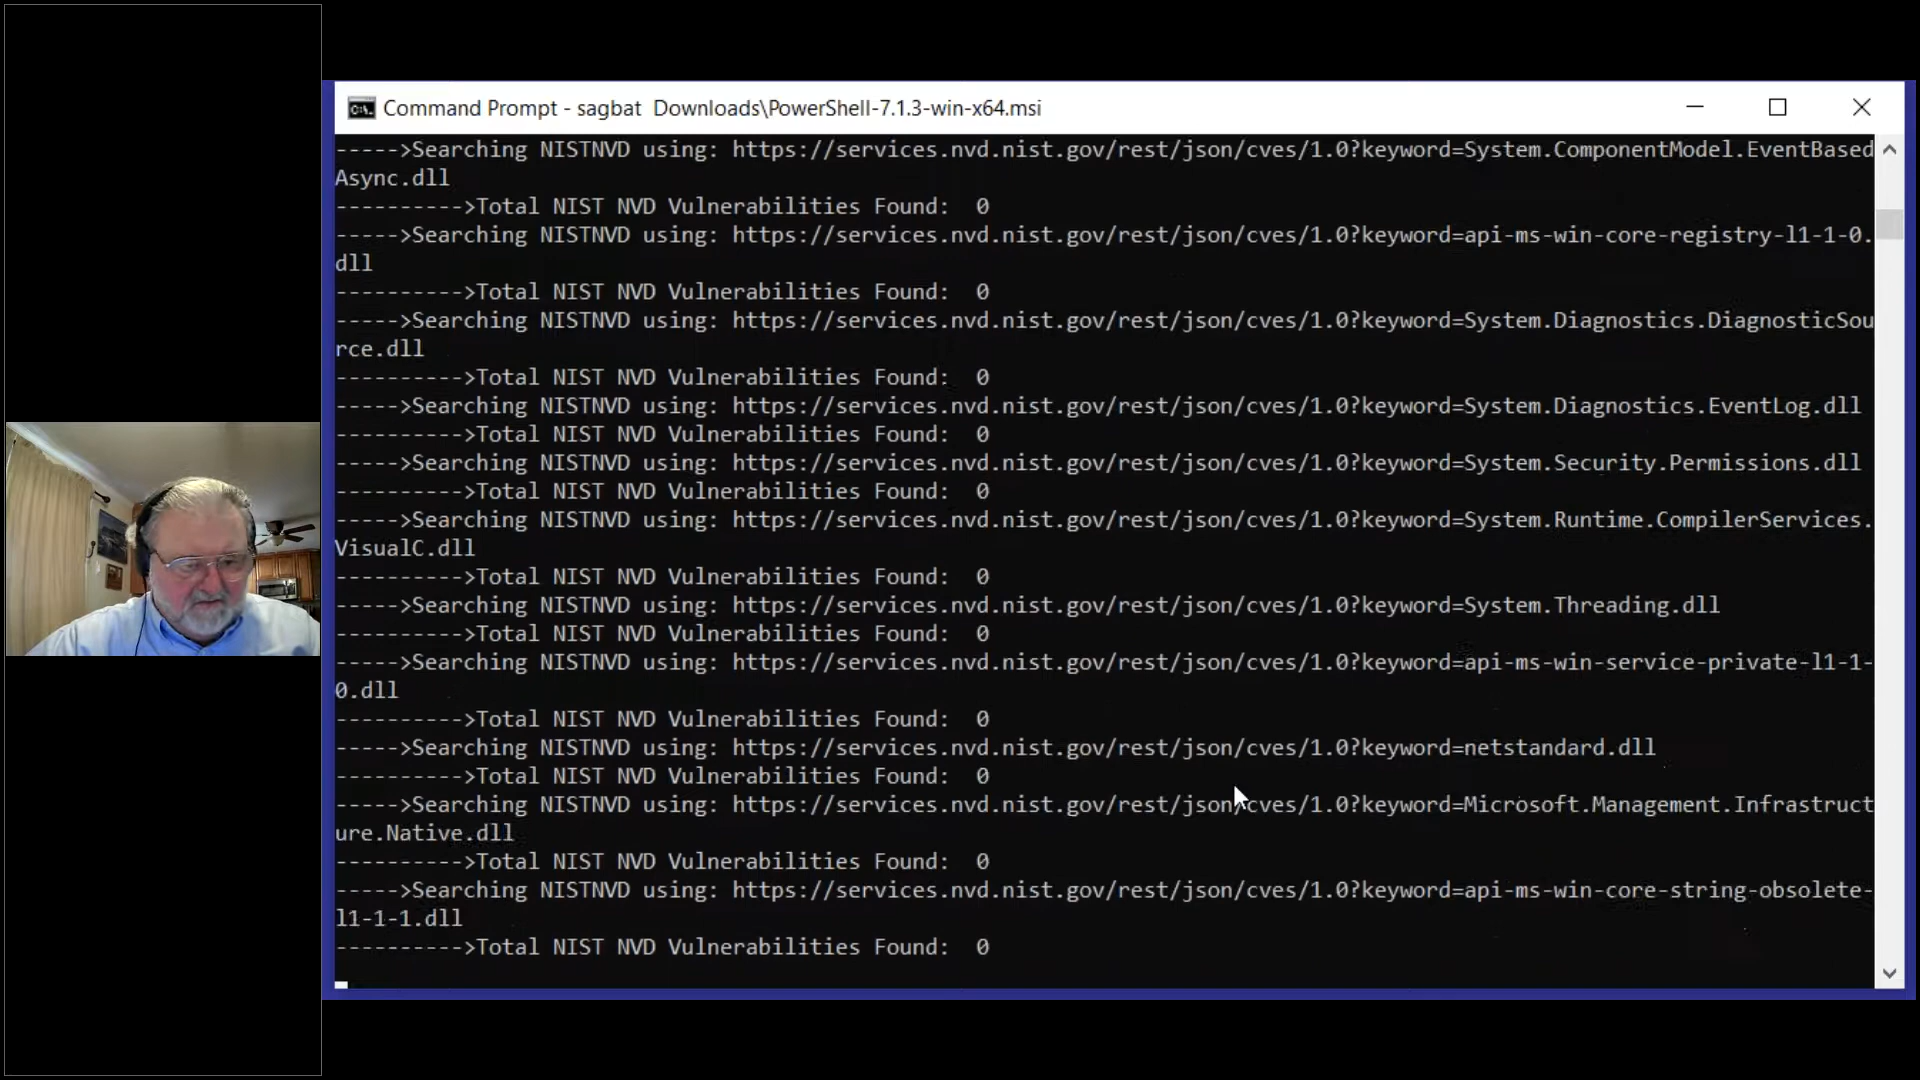 Command Prompt - sagbat  Downloads\PowerShell-7.1.3-win-x64.msi
----->Searching NISTNVD using: https://services.nvd.nist.gov/rest/json/cves/1.0?keyword=System.ComponentModel.EventBased
Async.dll
---------->Total NIST NVD Vulnerabilities Found:  0
----->Searching NISTNVD using: https://services.nvd.nist.gov/rest/json/cves/1.0?keyword=api-ms-win-core-registry-l1-1-0.
dll
---------->Total NIST NVD Vulnerabilities Found:  0
----->Searching NISTNVD using: https://services.nvd.nist.gov/rest/json/cves/1.0?keyword=System.Diagnostics.DiagnosticSou
rce.dll
---------->Total NIST NVD Vulnerabilities Found:  0
----->Searching NISTNVD using: https://services.nvd.nist.gov/rest/json/cves/1.0?keyword=System.Diagnostics.EventLog.dll
---------->Total NIST NVD Vulnerabilities Found:  0
----->Searching NISTNVD using: https://services.nvd.nist.gov/rest/json/cves/1.0?keyword=System.Security.Permissions.dll
---------->Total NIST NVD Vulnerabilities Found:  0
----->Searching NISTNVD using: https://services.nvd.nist.gov/rest/json/cves/1.0?keyword=System.Runtime.CompilerServices.
VisualC.dll
---------->Total NIST NVD Vulnerabilities Found:  0
----->Searching NISTNVD using: https://services.nvd.nist.gov/rest/json/cves/1.0?keyword=System.Threading.dll
---------->Total NIST NVD Vulnerabilities Found:  0
----->Searching NISTNVD using: https://services.nvd.nist.gov/rest/json/cves/1.0?keyword=api-ms-win-service-private-l1-1-
0.dll
---------->Total NIST NVD Vulnerabilities Found:  0
----->Searching NISTNVD using: https://services.nvd.nist.gov/rest/json/cves/1.0?keyword=netstandard.dll
---------->Total NIST NVD Vulnerabilities Found:  0
----->Searching NISTNVD using: https://services.nvd.nist.gov/rest/json/cves/1.0?keyword=Microsoft.Management.Infrastruct
ure.Native.dll
---------->Total NIST NVD Vulnerabilities Found:  0
----->Searching NISTNVD using: https://services.nvd.nist.gov/rest/json/cves/1.0?keyword=api-ms-win-core-string-obsolete-
l1-1-1.dll
---------->Total NIST NVD Vulnerabilities Found:  0